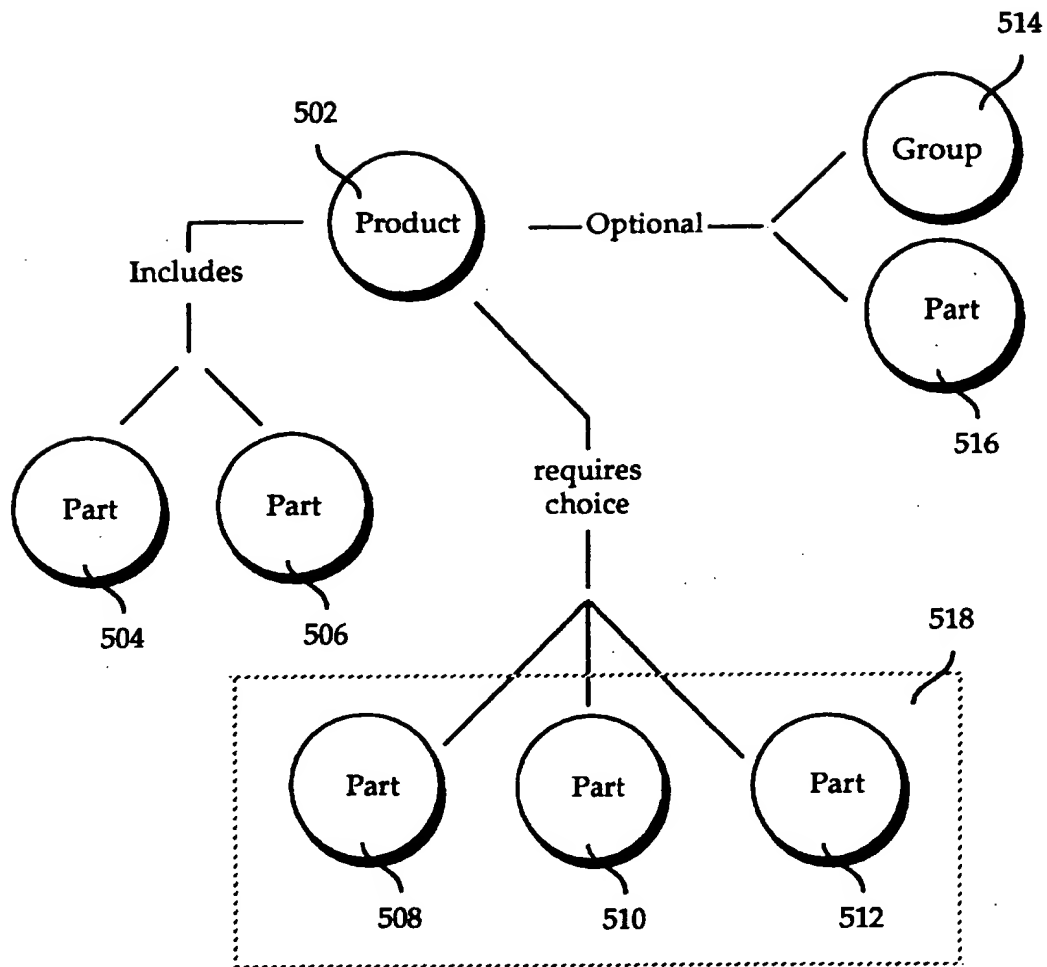 514
502
Group
Product
Optional
Includes
Part
516
requires
choice
Part
Part
504
506
518
Part
Part
Part
508
510
512